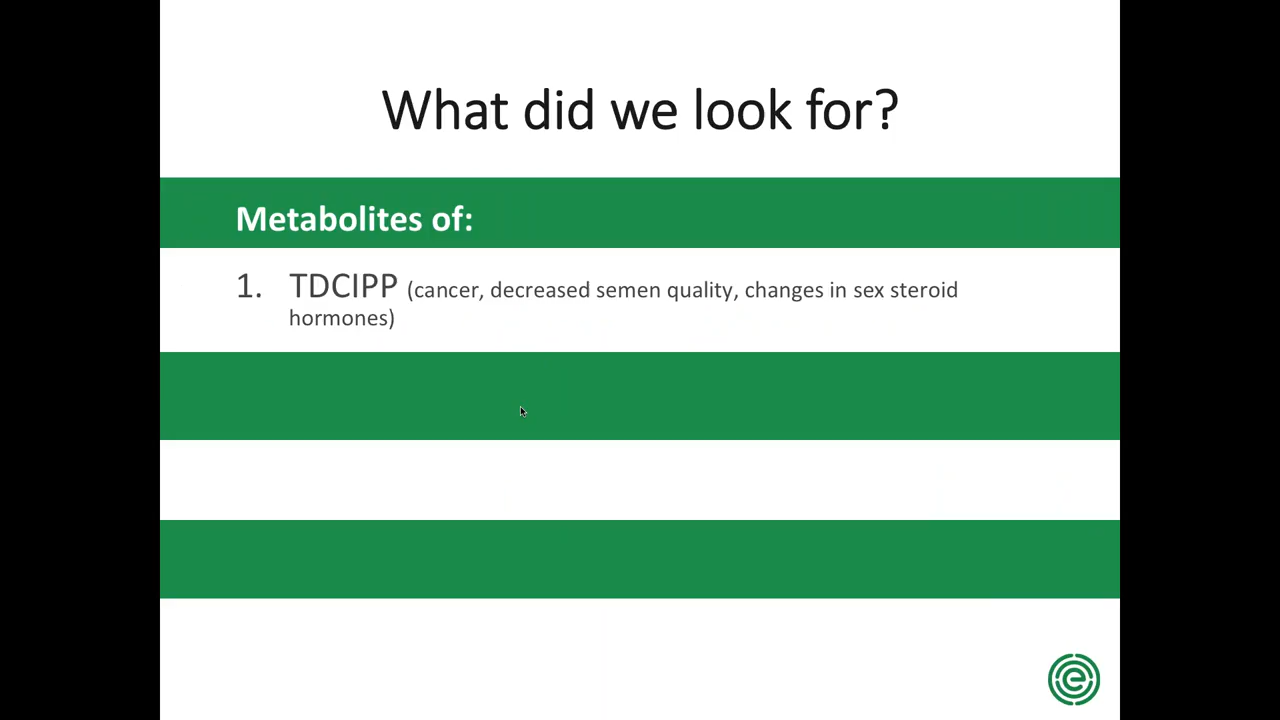 What did we look for?
Metabolites of:
1. TDCIPP (cancer, decreased semen quality, changes in sex steroid
hormones)